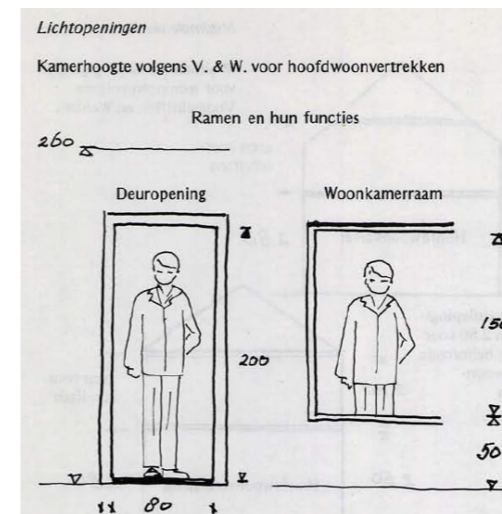 Lichtopeningen
Kamerhoogte volgens V. & W. voor hoofdwoonvertrekken
Ramen en hun functies
260
Deuropening
Woonkamerraam
200
150
50
80